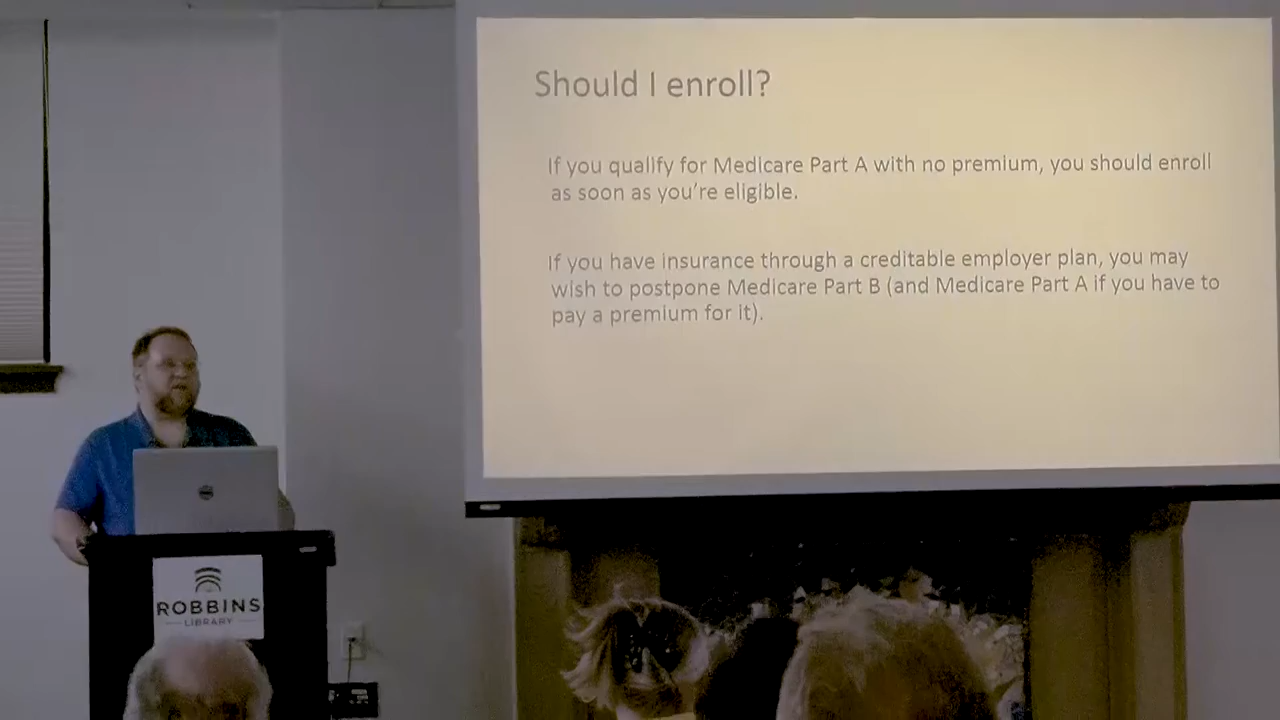 Should I enroll?
If you qualify for Medicare Part A with no premium, you should enroll
as soon as you're eligible.
If you have insurance through a creditable employer plan, you may
wish to postpone Medicare Part B (and Medicare Part A if you have to
pay a premium for it).
ROBBINS
LIBRARY